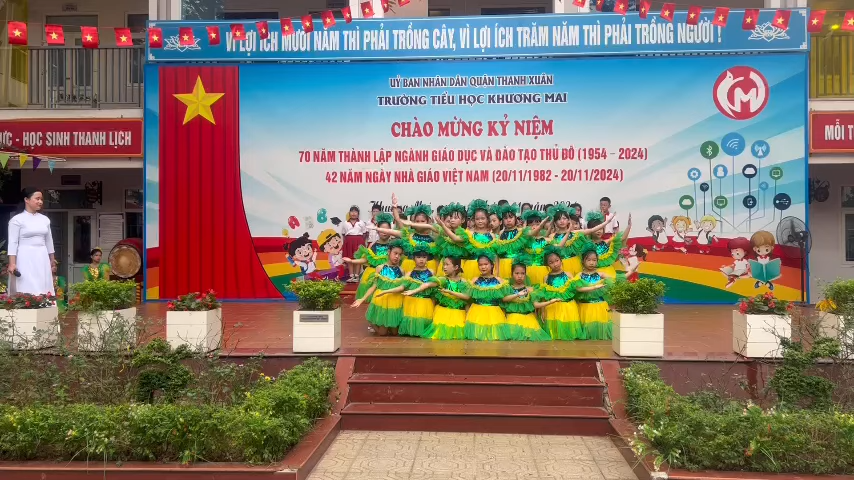 VÌ LỢI ÍCH MƯỜI NĂM THÌ PHẢI TRỒNG CÂY, VÌ LỢI ÍCH TRĂM NĂM THÌ PHẢI TRỒNG NGƯỜI !
ỦY BAN NHÂN DÂN QUẬN THANH XUÂN
TRƯỜNG TIỂU HỌC KHƯƠNG MAI
CHÀO MỪNG KỶ NIỆM
70 NĂM THÀNH LẬP NGÀNH GIÁO DỤC VÀ ĐÀO TẠO THỦ ĐÔ (1954 - 2024)
42 NĂM NGÀY NHÀ GIÁO VIỆT NAM (20/11/1982 - 20/11/2024)
- HỌC SINH THANH LỊCH
MỖI T